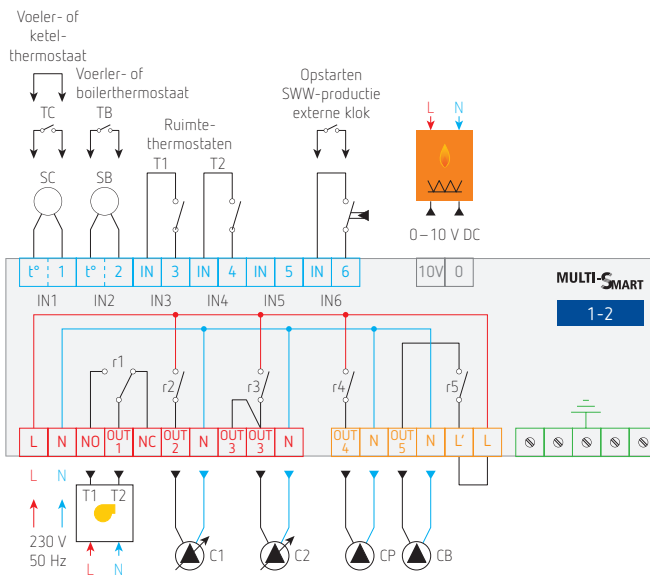 Voeler- of
ketel-
thermostaat
Voerler- of
boilerthermostaat
Opstarten
SWW-productie
externe klok
Ruimte-
thermostaten
TC
TB
T1
T2
L
N
SC
SB
0–10 V DC
t° 1 t° 2 IN 3 IN 4 IN 5 IN 6
10V 0
IN1 IN2 IN3 IN4 IN5 IN6
MULTI-SMART
1-2
r1
r2
r3
r4
r5
L N NO OUT 1 NC OUT 2 N OUT 3 OUT 3 N
OUT 4 N OUT 5 N L' L
L N
T1 T2
230 V
50 Hz
L N
C1
C2
CP
CB